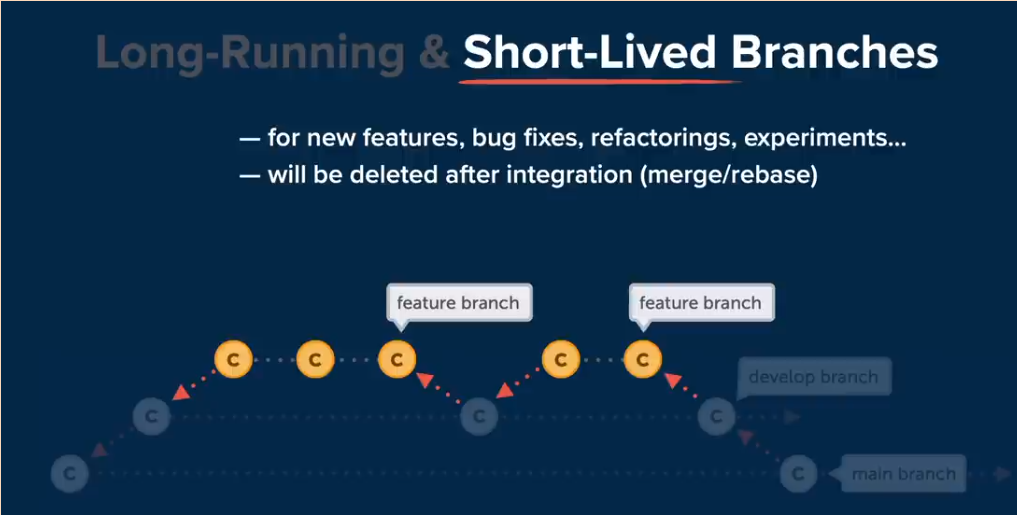 Long-Running & Short-Lived Branches
— for new features, bug fixes, refactorings, experiments...
— will be deleted after integration (merge/rebase)
feature branch
feature branch
C
C
C
C
C
develop branch
C
C
C
C
C
main branch